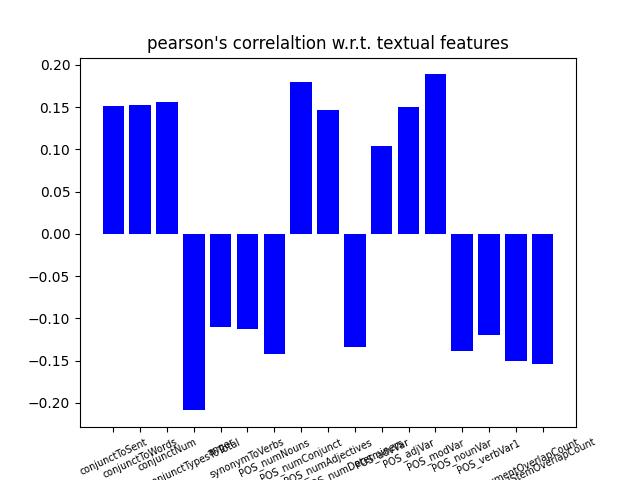 pearson's correlaltion w.r.t. textual features
0.20
0.15
0.10
0.05
0.00
−0.05
−0.10
−0.15
−0.20
conjunctToSent
conjunctToWords
conjunctNum
synonymToVerbs
POS_numNouns
POS_numConjunct
POS_numAdjectives
POS_adjVar
POS_modVar
POS_nounVar
POS_verbVar1